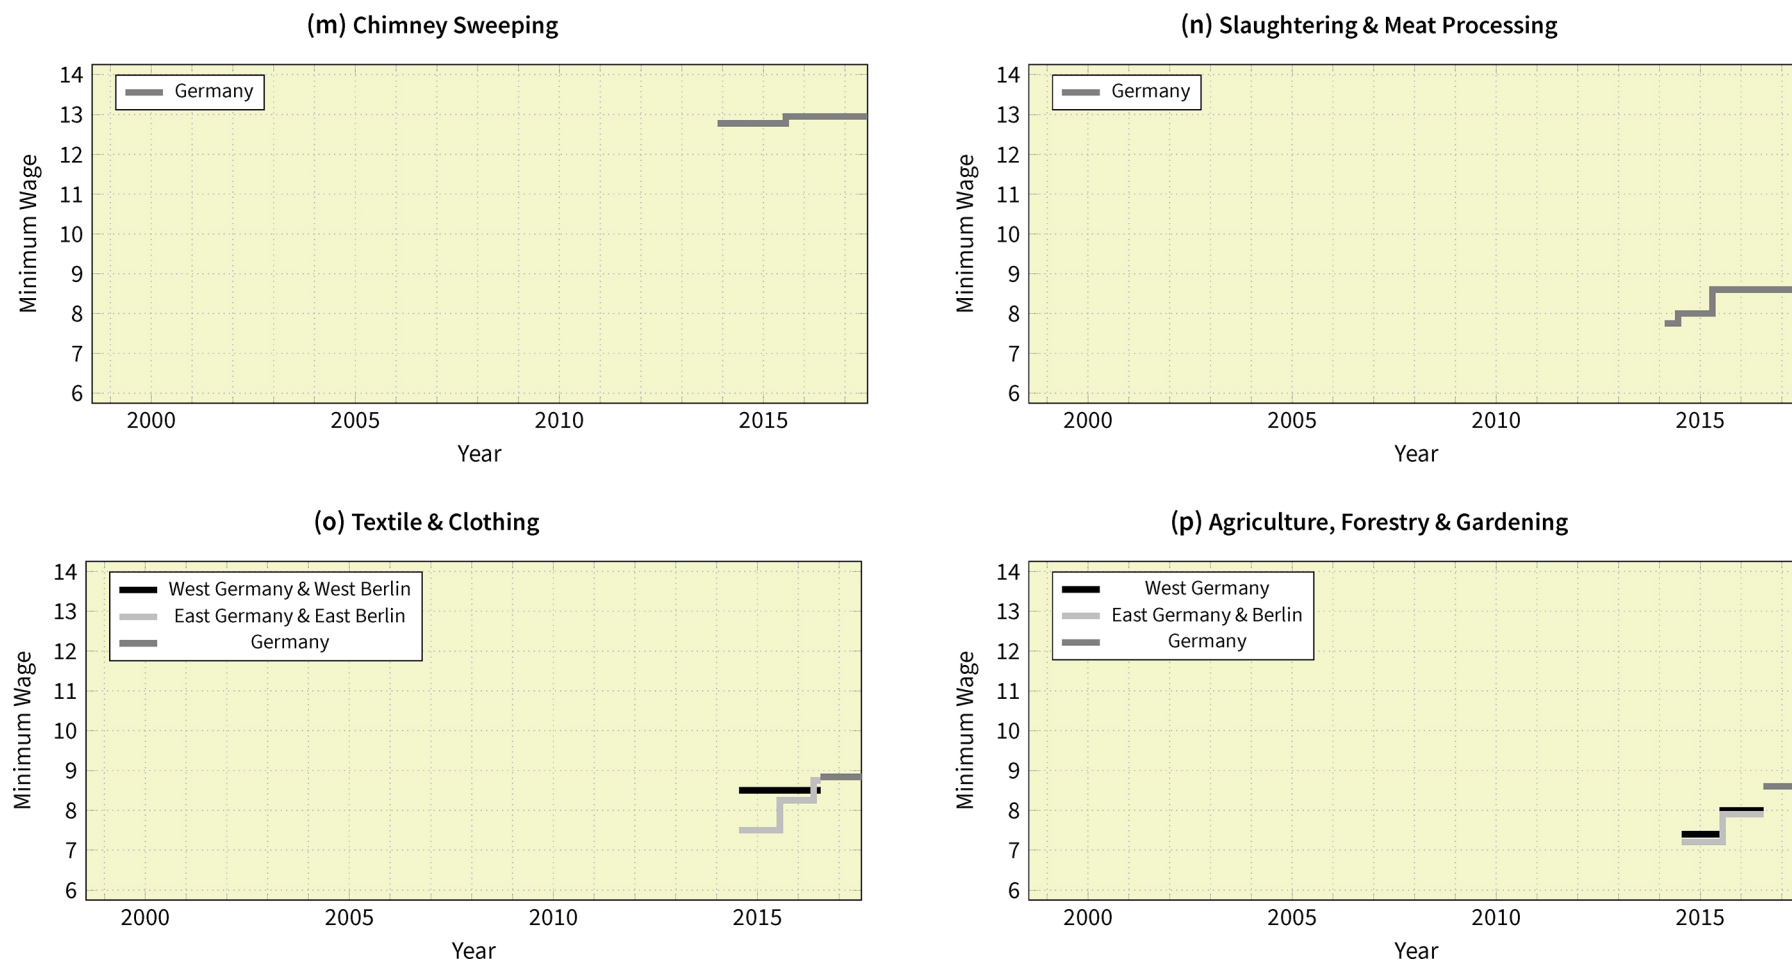 (m) Chimney Sweeping
Minimum Wage
14
13
12
11
10
9
8
7
6
Germany
2000 2005 2010 2015
Year
(n) Slaughtering & Meat Processing
Minimum Wage
14
13
12
11
10
9
8
7
6
Germany
2000 2005 2010 2015
Year
(o) Textile & Clothing
Minimum Wage
14
13
12
11
10
9
8
7
6
West Germany & West Berlin
East Germany & East Berlin
Germany
2000 2005 2010 2015
Year
(p) Agriculture, Forestry & Gardening
Minimum Wage
14
13
12
11
10
9
8
7
6
West Germany
East Germany & Berlin
Germany
2000 2005 2010 2015
Year